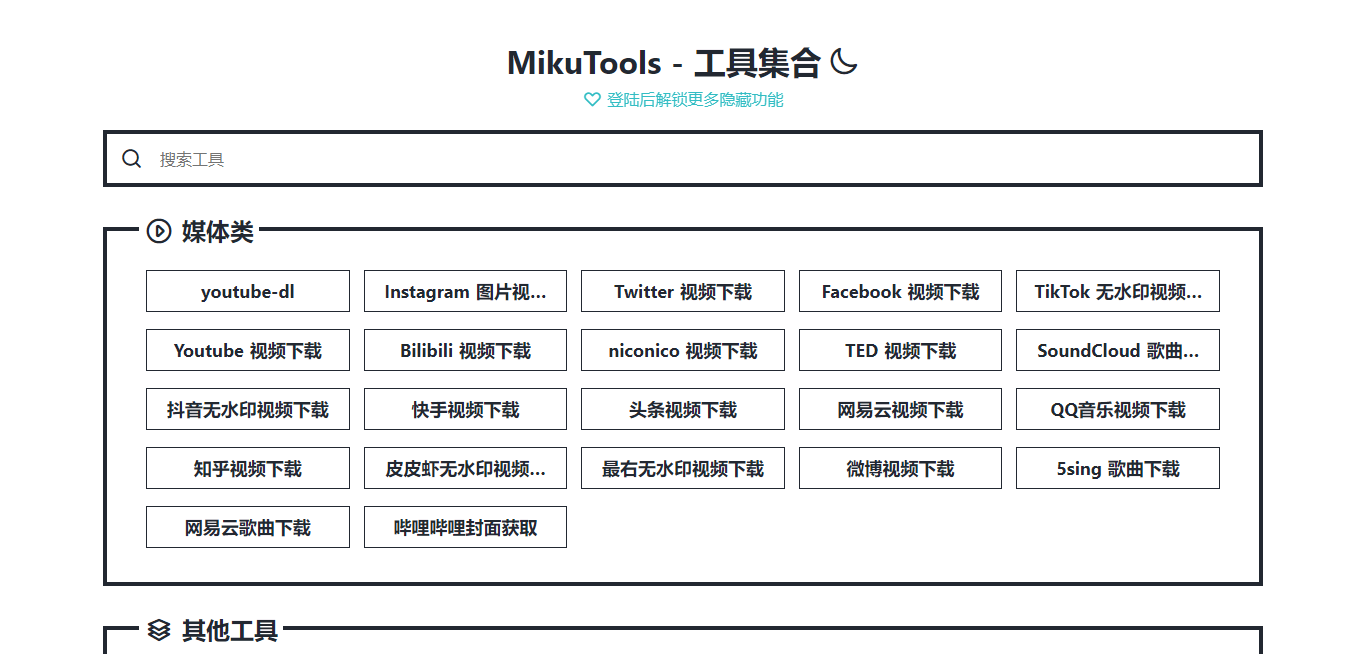 MikuTools - 工具集合
登陆后解锁更多隐藏功能
搜索工具
媒体类
youtube-dl
Instagram 图片视...
Twitter 视频下载
Facebook 视频下载
TikTok 无水印视频...
Youtube 视频下载
Bilibili 视频下载
niconico 视频下载
TED 视频下载
SoundCloud 歌曲...
抖音无水印视频下载
快手视频下载
头条视频下载
网易云视频下载
QQ音乐视频下载
知乎视频下载
皮皮虾无水印视频...
最右无水印视频下载
微博视频下载
5sing 歌曲下载
网易云歌曲下载
哔哩哔哩封面获取
其他工具